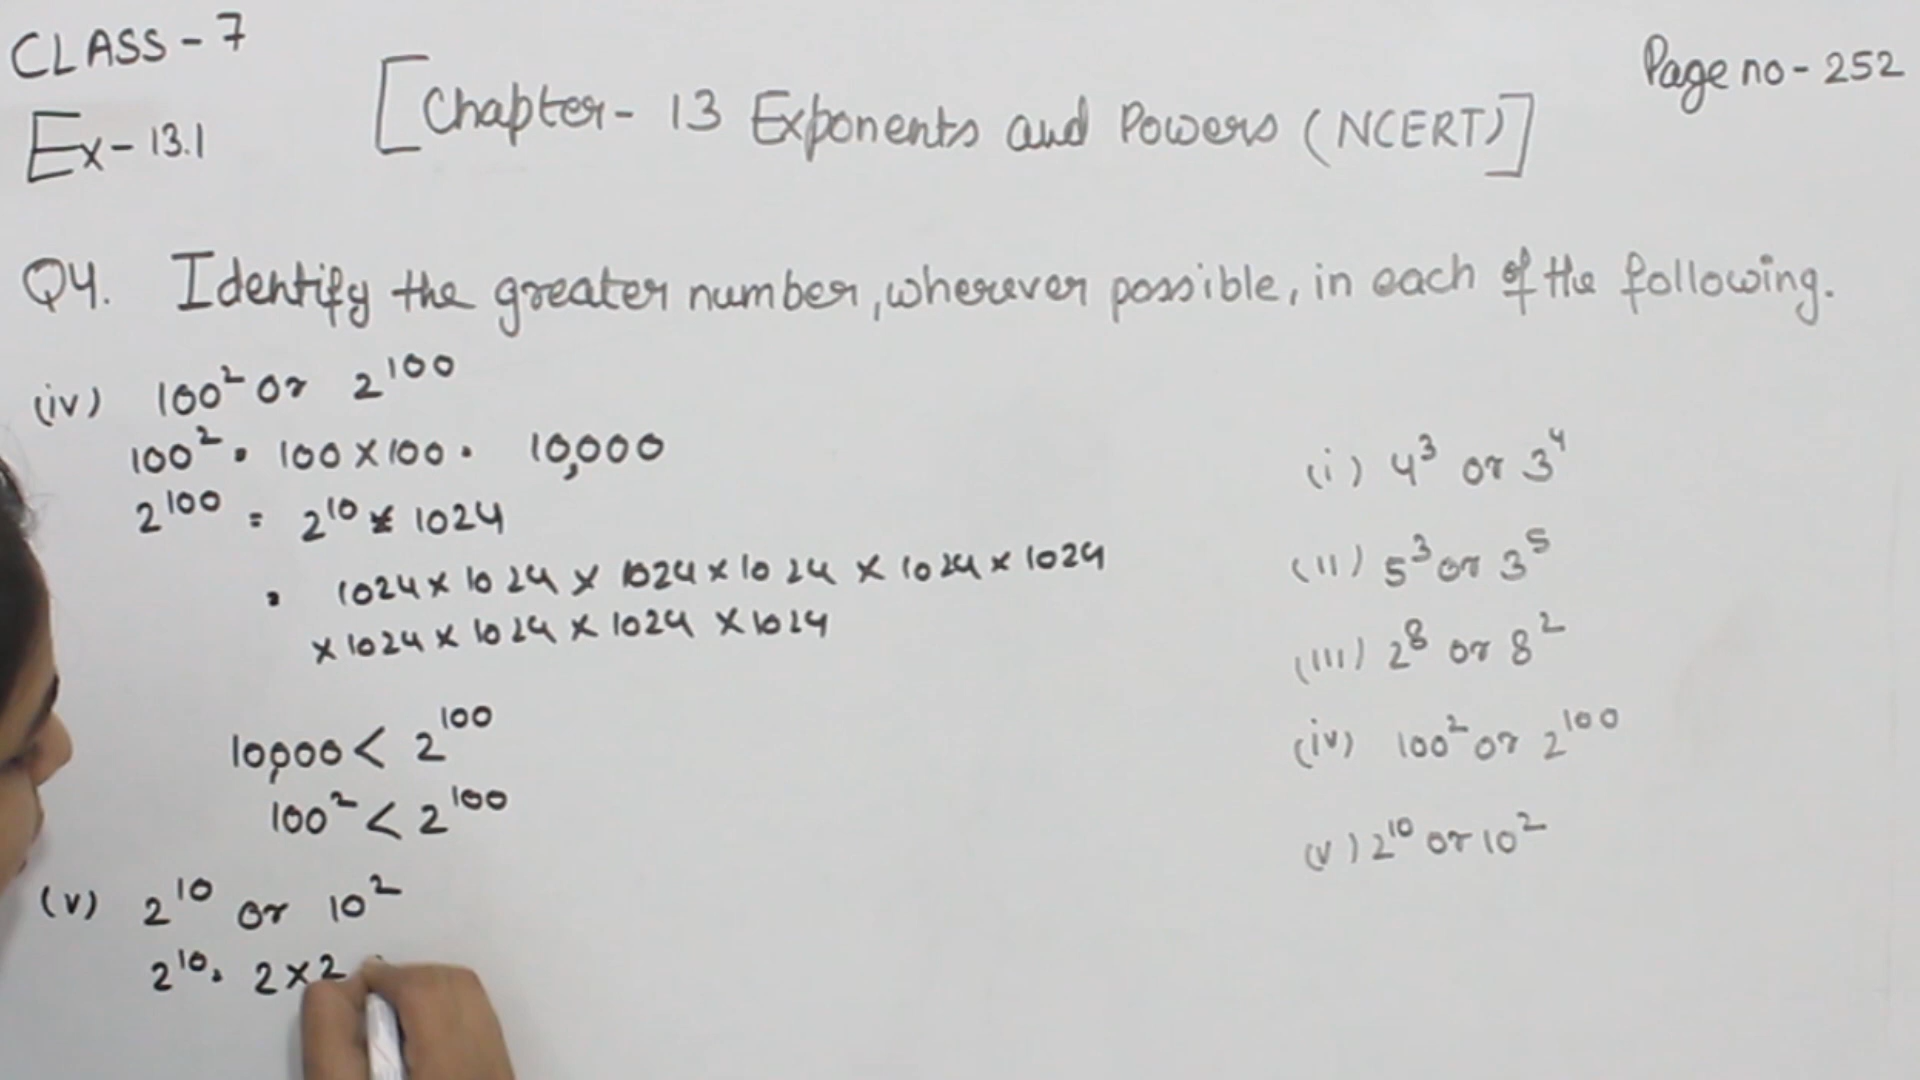 CLASS - 7
[Chapter - 13 Exponents and Powers (NCERT)]
Page no - 252
Ex - 13.1
Q4. Identify the greater number, wherever possible, in each of the following.
(iv) 100² or 2¹⁰⁰
100² = 100 × 100 = 10,000
2¹⁰⁰ = 2¹⁰ × 1024
= 1024 × 1024 × 1024 × 1024 × 1024 × 1024
× 1024 × 1024 × 1024 × 1024
10,000 < 2¹⁰⁰
100² < 2¹⁰⁰
(v) 2¹⁰ or 10²
2¹⁰ = 2 × 2
(i) 4³ or 3⁴
(ii) 5³ or 3⁵
(iii) 2⁸ or 8²
(iv) 100² or 2¹⁰⁰
(v) 2¹⁰ or 10²